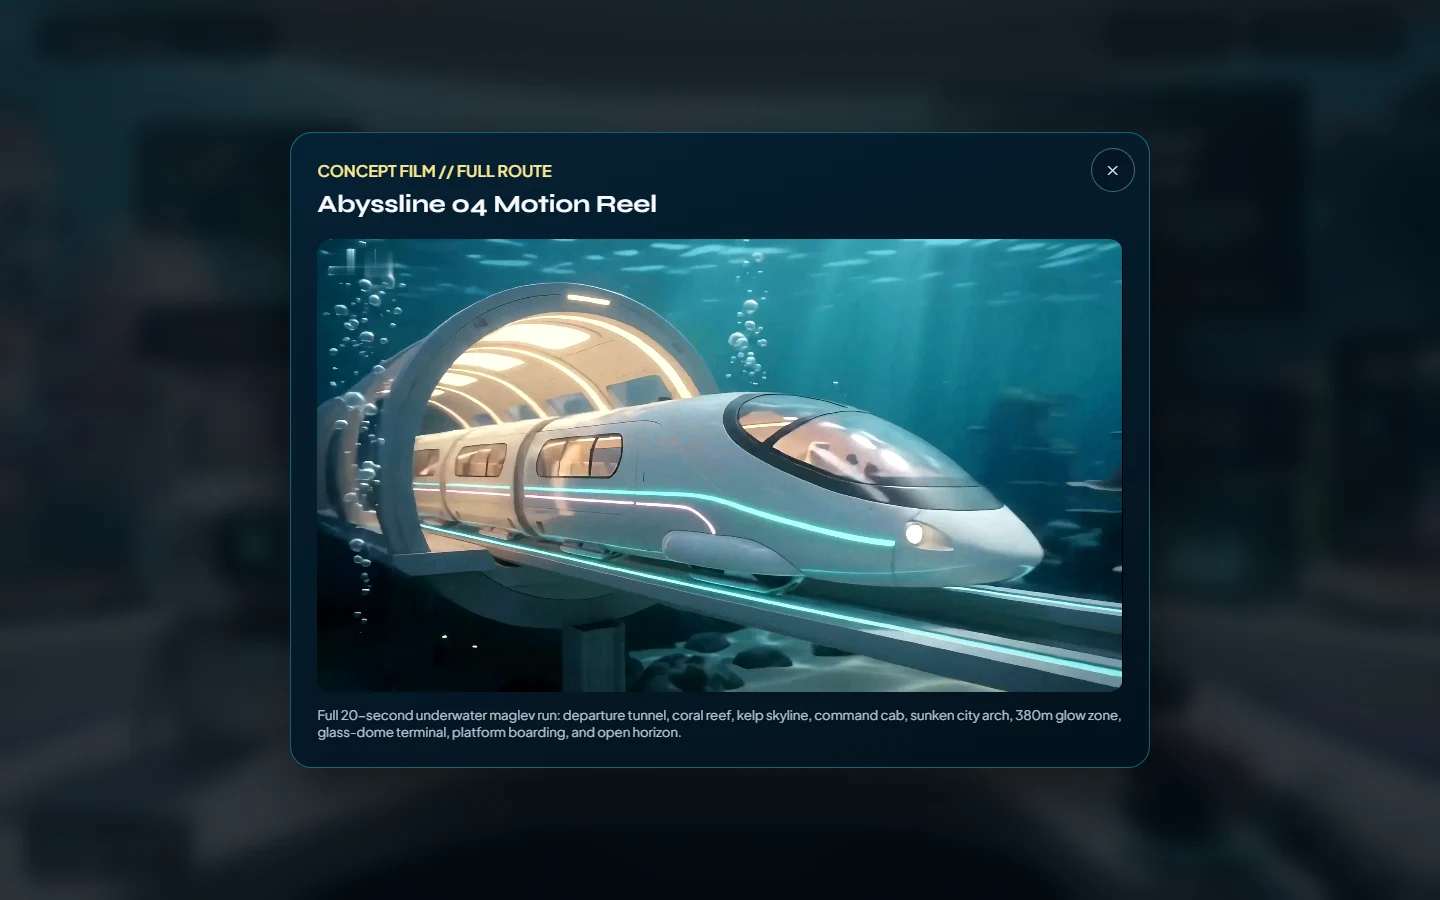 CONCEPT FILM // FULL ROUTE
Abyssline 04 Motion Reel
Full 20-second underwater maglev run: departure tunnel, coral reef, kelp skyline, command cab, sunken city arch, 380m glow zone,
glass-dome terminal, platform boarding, and open horizon.